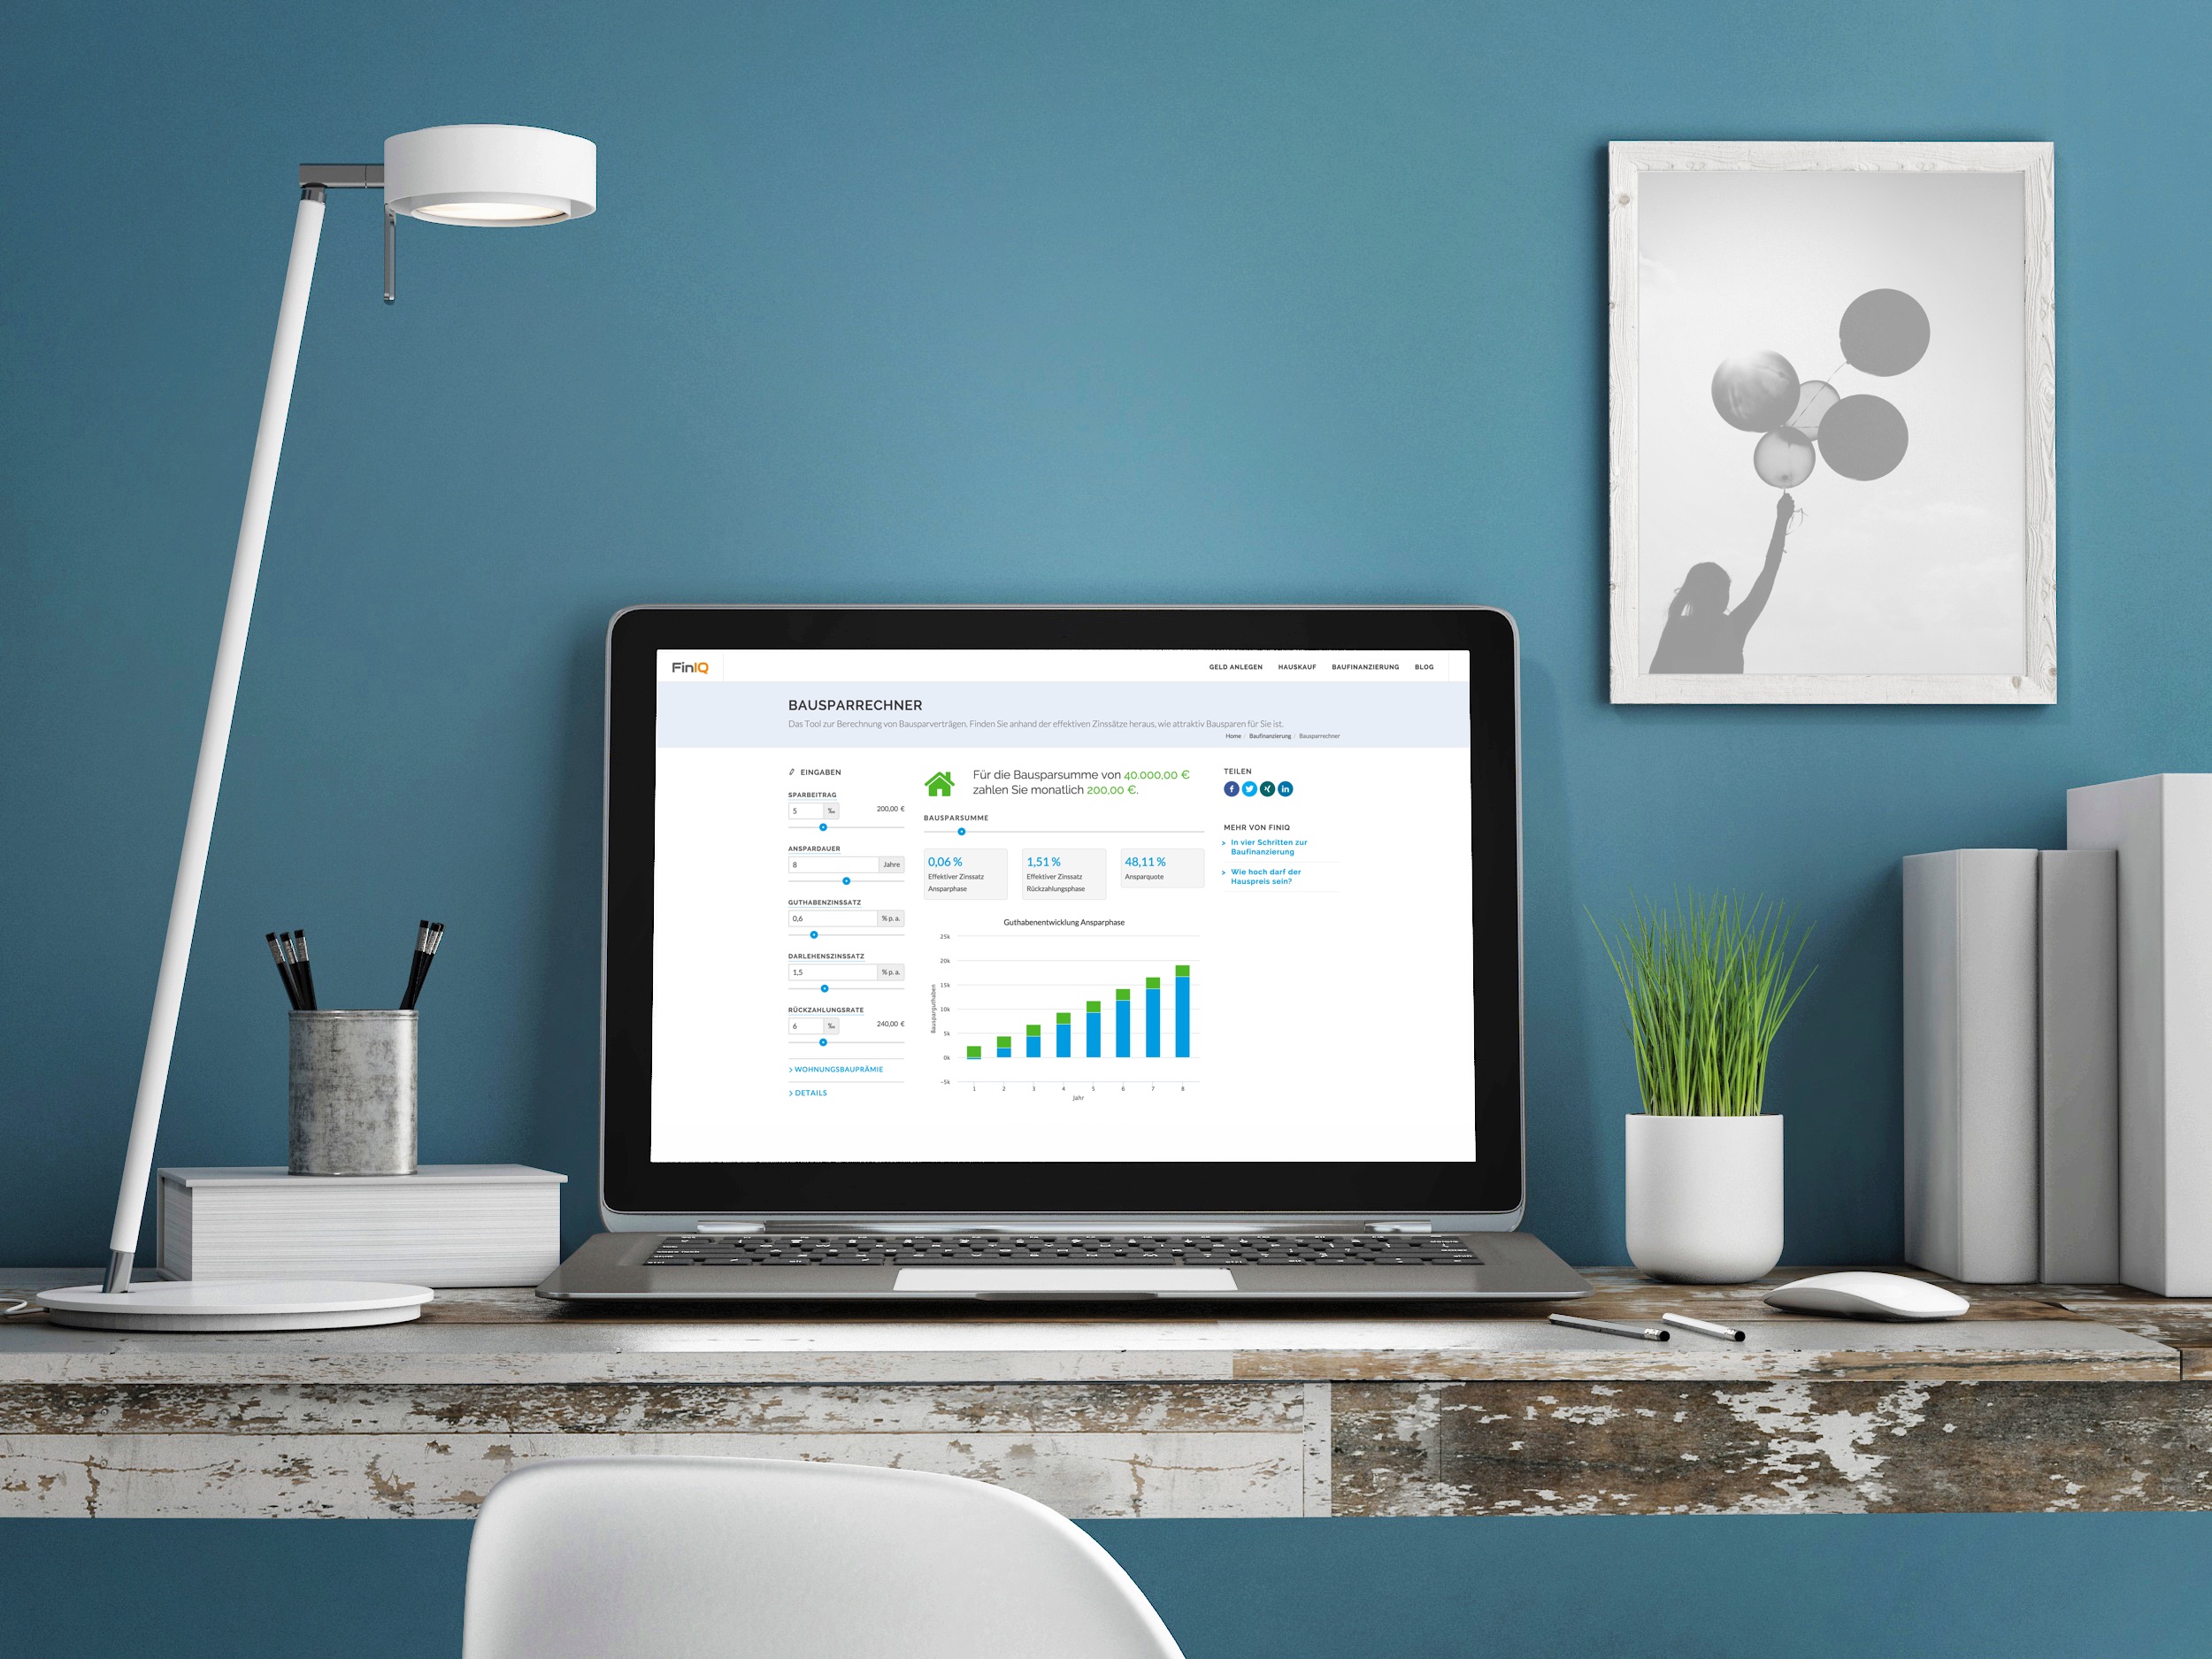 FinIQ
GELD ANLEGEN HAUSKAUF BAUFINANZIERUNG BLOG
BAUSPARRECHNER
Das Tool zur Berechnung von Bausparverträgen. Finden Sie anhand der effektiven Zinssätze heraus, wie attraktiv Bausparen für Sie ist.
Home / Baufinanzierung / Bausparrechner
EINGABEN
SPARBEITRAG
5 ‰ 200,00 €
ANSPARDAUER
8 Jahre
GUTHABENZINSSATZ
0,6 % p. a.
DARLEHENSZINSSATZ
1,5 % p. a.
RÜCKZAHLUNGSRATE
6 ‰ 240,00 €
> WOHNUNGSBAUPRÄMIE
> DETAILS
Für die Bausparsumme von 40.000,00 €
zahlen Sie monatlich 200,00 €.
BAUSPARSUMME
0,06 %
Effektiver Zinssatz
Ansparphase
1,51 %
Effektiver Zinssatz
Rückzahlungsphase
48,11 %
Ansparquote
Guthabenentwicklung Ansparphase
Bausparguthaben
25k
20k
15k
10k
5k
0k
-5k
1 2 3 4 5 6 7 8
Jahr
TEILEN
MEHR VON FINIQ
> In vier Schritten zur
Baufinanzierung
> Wie hoch darf der
Hauspreis sein?